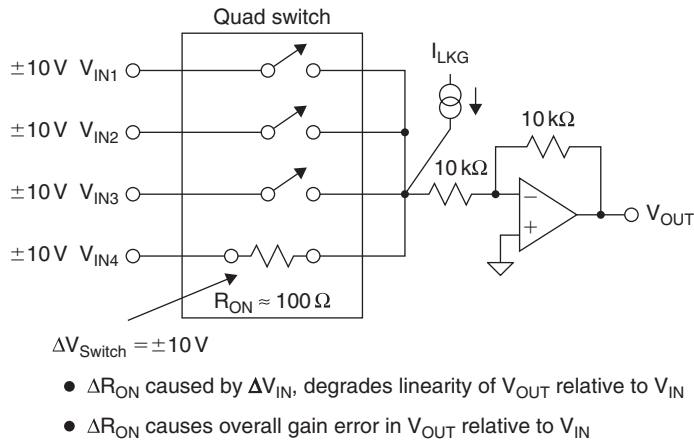 Quad switch
±10 V V_IN1
I_LKG
±10 V V_IN2
10 kΩ
10 kΩ
±10 V V_IN3
−
+
V_OUT
±10 V V_IN4
R_ON ≈ 100 Ω
ΔV_Switch = ±10 V
● ΔR_ON caused by ΔV_IN, degrades linearity of V_OUT relative to V_IN
● ΔR_ON causes overall gain error in V_OUT relative to V_IN